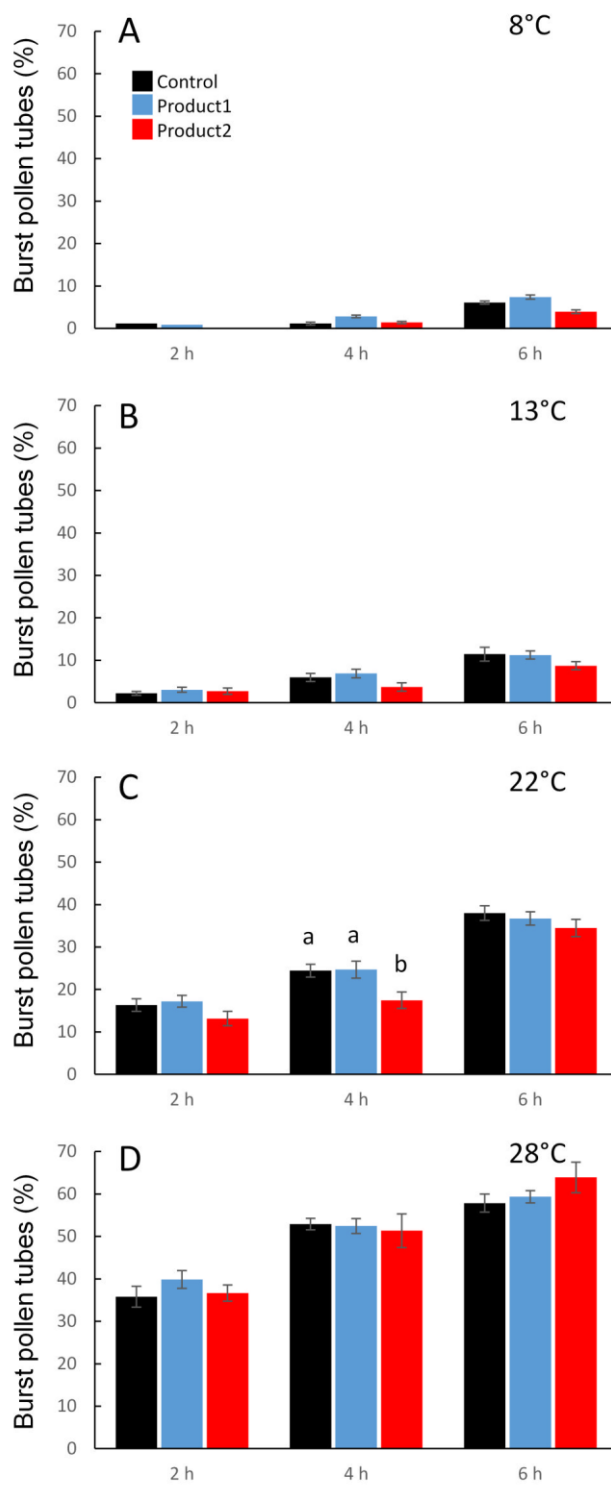 A
8°C
Burst pollen tubes (%)
70
60
50
40
30
20
10
0
Control
Product1
Product2
2 h
4 h
6 h
B
13°C
Burst pollen tubes (%)
70
60
50
40
30
20
10
0
2 h
4 h
6 h
C
22°C
Burst pollen tubes (%)
70
60
50
40
30
20
10
0
a
a
b
2 h
4 h
6 h
D
28°C
Burst pollen tubes (%)
70
60
50
40
30
20
10
0
2 h
4 h
6 h